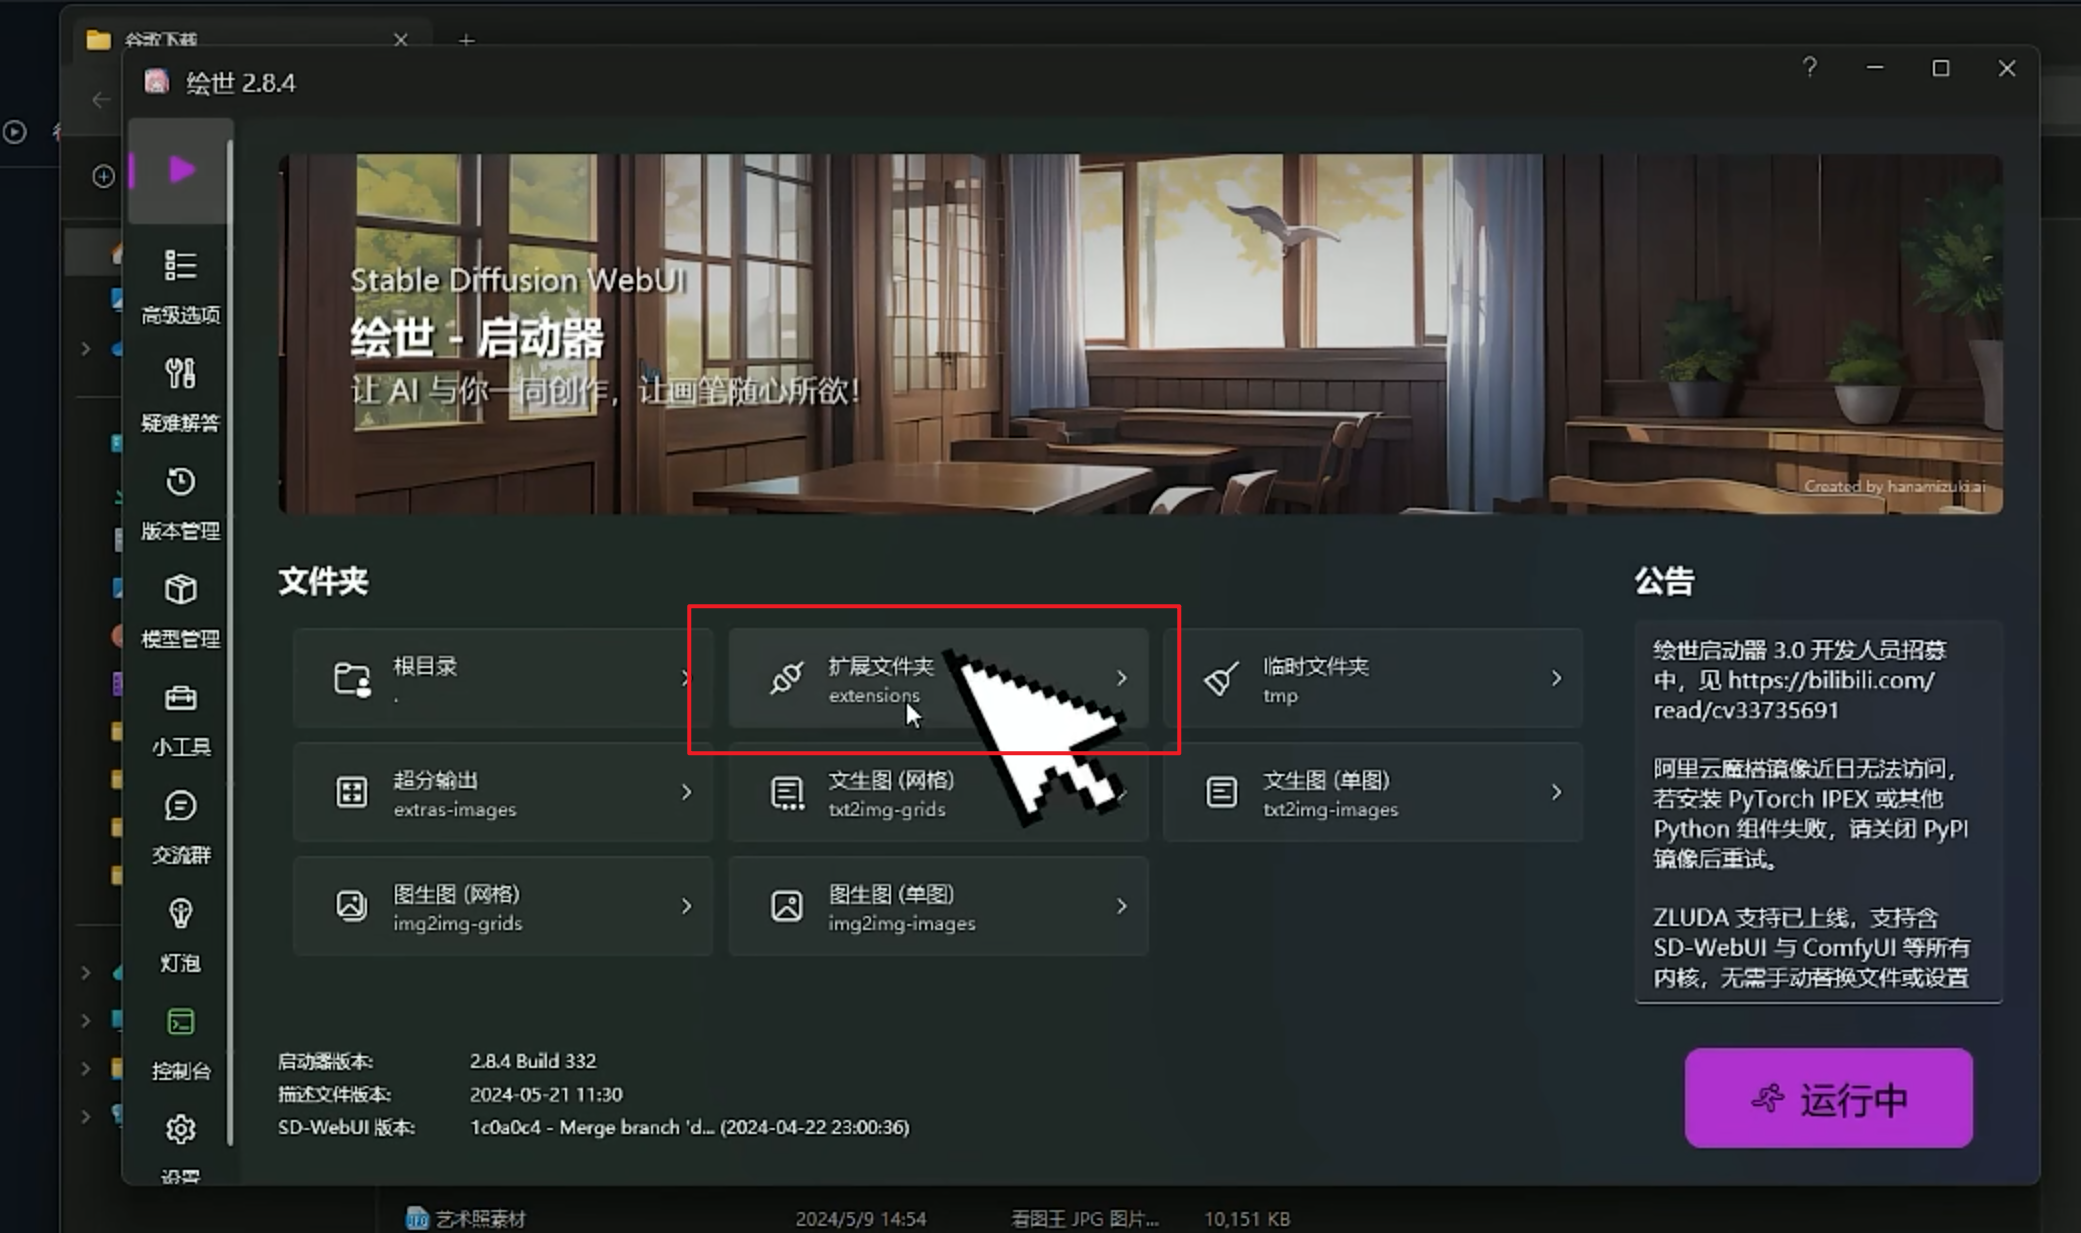 谷歌下载
绘世 2.8.4
高级选项
疑难解答
版本管理
模型管理
小工具
交流群
灯泡
控制台
设置
Stable Diffusion WebUI
绘世 - 启动器
让 AI 与你一同创作，让画笔随心所欲！
Created by hanamizuki.ai
文件夹
根目录
.
扩展文件夹
extensions
临时文件夹
tmp
超分输出
extras-images
文生图 (网格)
txt2img-grids
文生图 (单图)
txt2img-images
图生图 (网格)
img2img-grids
图生图 (单图)
img2img-images
公告
绘世启动器 3.0 开发人员招募
中，见 https://bilibili.com/
read/cv33735691
阿里云魔搭镜像近日无法访问，
若安装 PyTorch IPEX 或其他
Python 组件失败，请关闭 PyPI
镜像后重试。
ZLUDA 支持已上线，支持含
SD-WebUI 与 ComfyUI 等所有
内核，无需手动替换文件或设置
启动器版本: 2.8.4 Build 332
描述文件版本: 2024-05-21 11:30
SD-WebUI 版本: 1c0a0c4 - Merge branch 'd... (2024-04-22 23:00:36)
运行中
艺术照素材 2024/5/9 14:54 看图王 JPG 图片... 10,151 KB